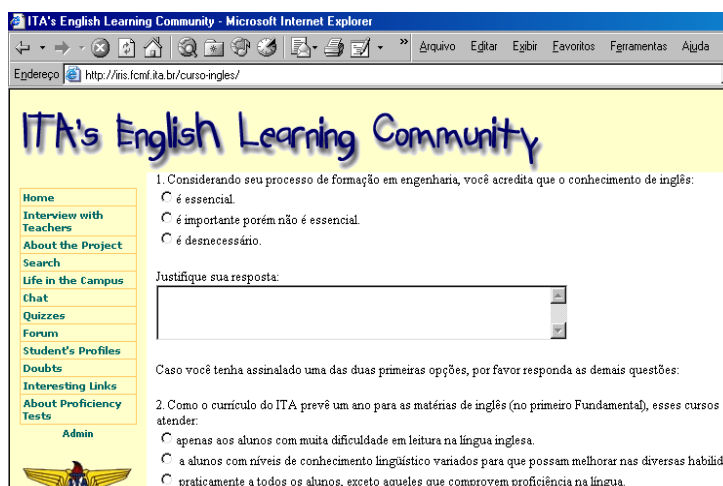 ITA's English Learning Community - Microsoft Internet Explorer
» Arquivo Editar Exibir Favoritos Ferramentas Ajuda
Endereço http://iris.fcmf.ita.br/curso-ingles/
ITA's English Learning Community
Home
Interview with
Teachers
About the Project
Search
Life in the Campus
Chat
Quizzes
Forum
Student's Profiles
Doubts
Interesting Links
About Proficiency
Tests
Admin
1. Considerando seu processo de formação em engenharia, você acredita que o conhecimento de inglês:
é essencial.
é importante porém não é essencial.
é desnecessário.
Justifique sua resposta:
Caso você tenha assinalado uma das duas primeiras opções, por favor responda as demais questões:
2. Como o currículo do ITA prevê um ano para as matérias de inglês (no primeiro Fundamental), esses cursos
atender:
apenas aos alunos com muita dificuldade em leitura na língua inglesa.
a alunos com níveis de conhecimento lingüístico variados para que possam melhorar nas diversas habilid
praticamente a todos os alunos, exceto aqueles que comprovem proficiência na língua.